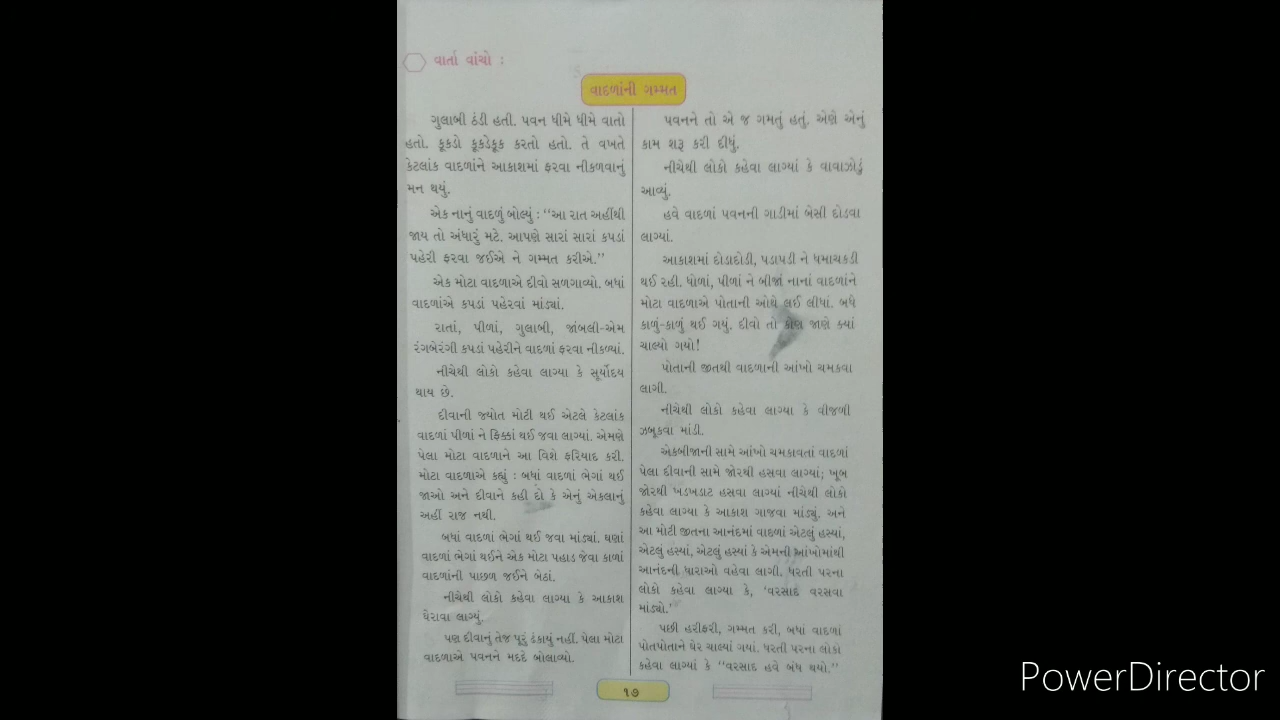 વાર્તા વાંચો :
વાદળાંની ગમ્મત
ગુલાબી ઠંડી હતી. પવન ધીમે ધીમે વાતો
હતો. કૂકડો કૂકડેકૂક કરતો હતો. તે વખતે
કેટલાંક વાદળાંને આકાશમાં ફરવા નીકળવાનું
મન થયું.
એક નાનું વાદળું બોલ્યું : “આ રાત અહીંથી
જાય તો અંધારું મટે. આપણે સારાં સારાં કપડાં
પહેરી ફરવા જઈએ ને ગમ્મત કરીએ.”
એક મોટા વાદળાએ દીવો સળગાવ્યો. બધાં
વાદળાંએ કપડાં પહેરવાં માંડ્યાં.
રાતાં, પીળાં, ગુલાબી, જાંબલી-એમ
રંગબેરંગી કપડાં પહેરીને વાદળાં ફરવા નીકળ્યાં.
નીચેથી લોકો કહેવા લાગ્યા કે સૂર્યોદય
થાય છે.
દીવાની જ્યોત મોટી થઈ એટલે કેટલાંક
વાદળાં પીળાં ને ફિક્કાં થઈ જવા લાગ્યાં. એમણે
પેલા મોટા વાદળાને આ વિશે ફરિયાદ કરી.
મોટા વાદળાએ કહ્યું : બધાં વાદળાં ભેગાં થઈ
જાઓ અને દીવાને કહી દો કે એનું એકલાનું
અહીં રાજ નથી.
બધાં વાદળાં ભેગાં થઈ જવા માંડ્યાં. ઘણાં
વાદળાં ભેગાં થઈને એક મોટા પહાડ જેવા કાળાં
વાદળાંની પાછળ જઈને બેઠાં.
નીચેથી લોકો કહેવા લાગ્યા કે આકાશ
ઘેરાવા લાગ્યું.
પણ દીવાનું તેજ પૂરું ઢંકાયું નહીં. પેલા મોટા
વાદળાએ પવનને મદદે બોલાવ્યો.
પવનને તો એ જ ગમતું હતું. એણે એનું
કામ શરૂ કરી દીધું.
નીચેથી લોકો કહેવા લાગ્યાં કે વાવાઝોડું
આવ્યું.
હવે વાદળાં પવનની ગાડીમાં બેસી દોડવા
લાગ્યાં.
આકાશમાં દોડાદોડી, પડાપડી ને ધમાચકડી
થઈ રહી. ધોળાં, પીળાં ને બીજાં નાનાં વાદળાંને
મોટા વાદળાએ પોતાની ઓથે લઈ લીધાં. બધે
કાળું-કાળું થઈ ગયું. દીવો તો કોણ જાણે ક્યાં
ચાલ્યો ગયો!
પોતાની જીતથી વાદળાની આંખો ચમકવા
લાગી.
નીચેથી લોકો કહેવા લાગ્યા કે વીજળી
ઝબૂકવા માંડી.
એકબીજાની સામે આંખો ચમકાવતાં વાદળાં
પેલા દીવાની સામે જોરથી હસવા લાગ્યાં; ખૂબ
જોરથી ખડખડાટ હસવા લાગ્યાં નીચેથી લોકો
કહેવા લાગ્યા કે આકાશ ગાજવા માંડ્યું. અને
આ મોટી જીતના આનંદમાં વાદળાં એટલું હસ્યાં,
એટલું હસ્યાં, એટલું હસ્યાં કે એમની આંખોમાંથી
આનંદની ધારાઓ વહેવા લાગી. ધરતી પરના
લોકો કહેવા લાગ્યા કે, ‘વરસાદ વરસવા
માંડ્યો.’
પછી હરીફરી, ગમ્મત કરી, બધાં વાદળાં
પોતપોતાને ઘેર ચાલ્યાં ગયાં. ધરતી પરના લોકો
કહેવા લાગ્યાં કે “વરસાદ હવે બંધ થયો.”
૧૭
PowerDirector